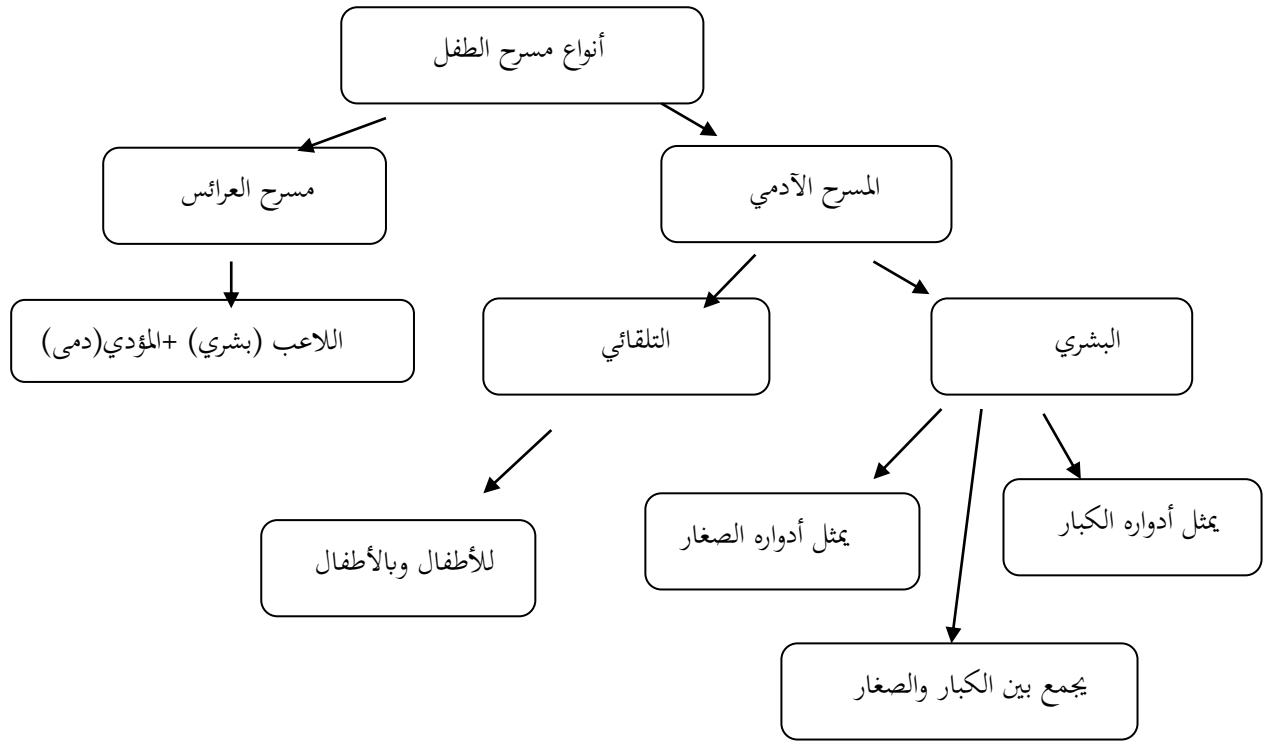 أنواع مسرح الطفل
المسرح الآدمي
مسرح العرائس
البشري
التلقائي
اللاعب (بشري) +المؤدي(دمى)
يمثل أدواره الكبار
يمثل أدواره الصغار
للأطفال وبالأطفال
يجمع بين الكبار والصغار